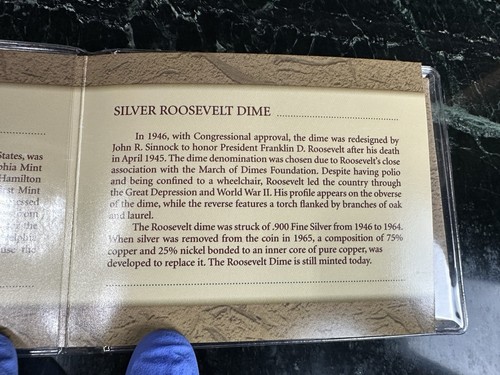 States, was
phia Mint
Hamilton
rst Mint
essed
from
the
elphia
SILVER ROOSEVELT DIME
In 1946, with Congressional approval, the dime was redesigned by
John R. Sinnock to honor President Franklin D. Roosevelt after his death
in April 1945. The dime denomination was chosen due to Roosevelt's close
association with the March of Dimes Foundation. Despite having polio
and being confined to a wheelchair, Roosevelt led the country through
the Great Depression and World War II. His profile appears on the obverse
of the dime, while the reverse features a torch flanked by branches of oak
and laurel.
The Roosevelt dime was struck of .900 Fine Silver from 1946 to 1964.
When silver was removed from the coin in 1965, a composition of 75%
copper and 25% nickel bonded to an inner core of pure copper, was
developed to replace it. The Roosevelt Dime is still minted today.